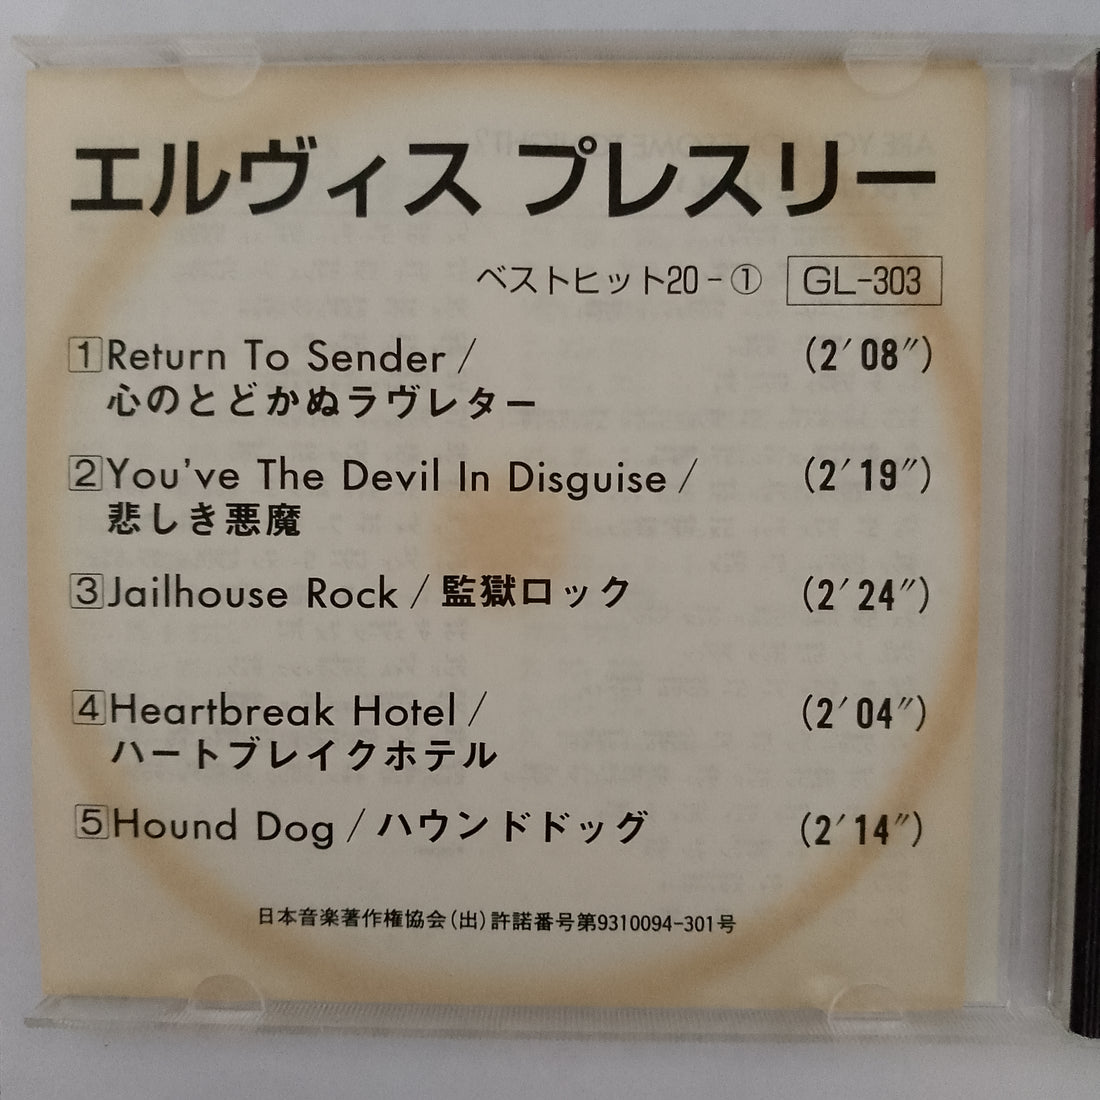 エルヴィス プレスリー
ベストヒット20-① GL-303
1 Return To Sender / (2′08″)
心のとどかぬラヴレター
2 You've The Devil In Disguise / (2′19″)
悲しき悪魔
3 Jailhouse Rock / 監獄ロック (2′24″)
4 Heartbreak Hotel / (2′04″)
ハートブレイクホテル
5 Hound Dog / ハウンドドッグ (2′14″)
日本音楽著作権協会(出)許諾番号第9310094-301号